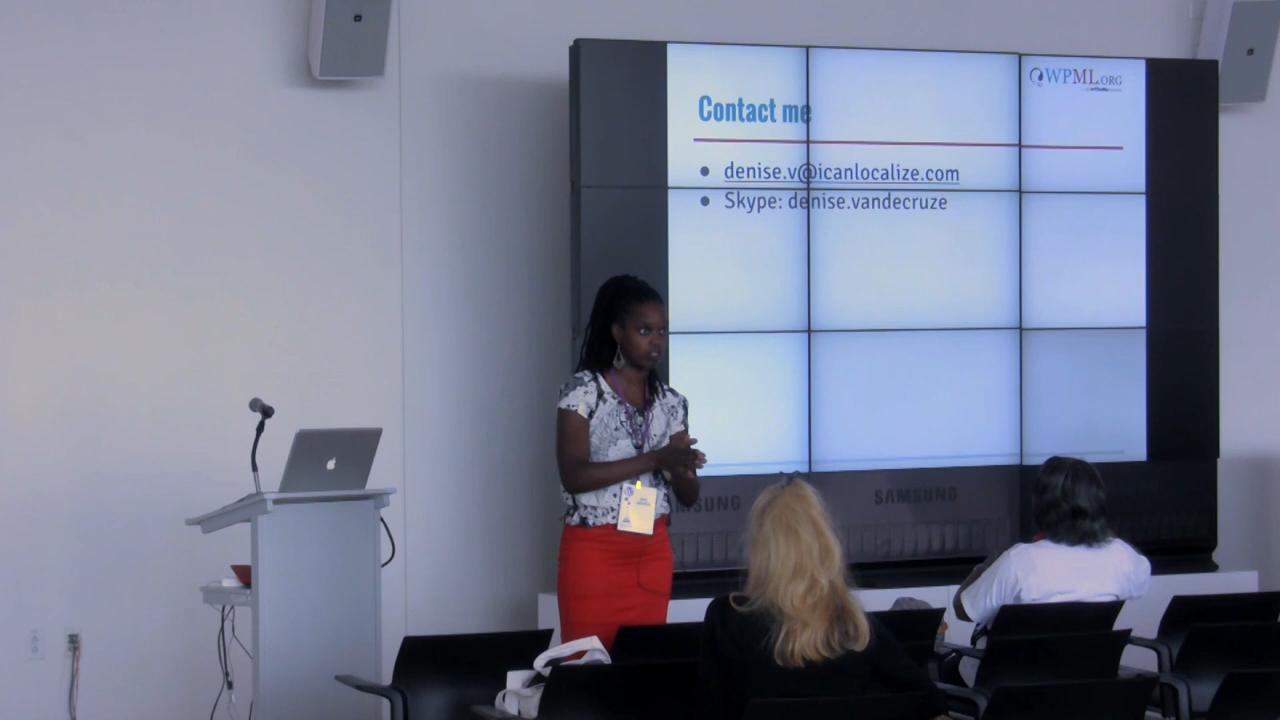 WPML.ORG
Contact me
denise.v@icanlocalize.com
Skype: denise.vandecruze
SAMSUNG
SAMSUNG